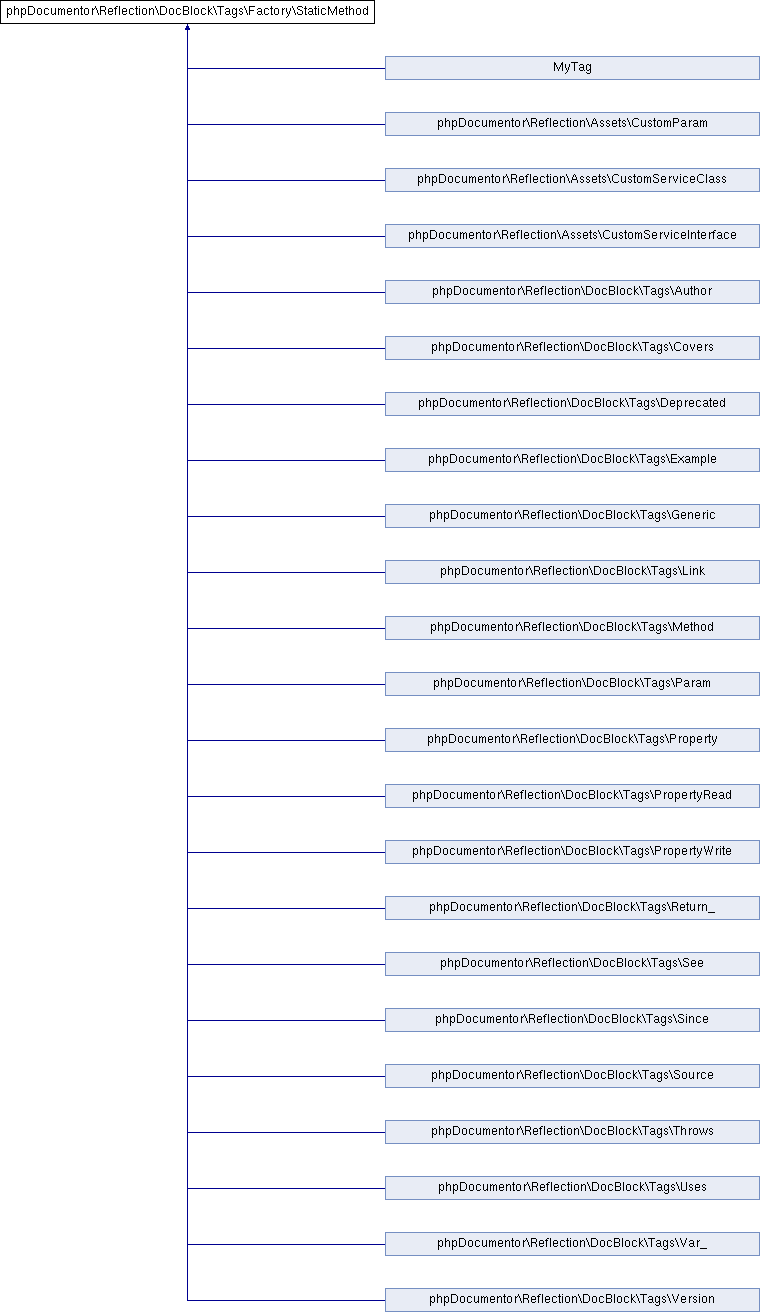 phpDocumentor\Reflection\DocBlock\Tags\Factory\StaticMethod
MyTag
phpDocumentor\Reflection\Assets\CustomParam
phpDocumentor\Reflection\Assets\CustomServiceClass
phpDocumentor\Reflection\Assets\CustomServiceInterface
phpDocumentor\Reflection\DocBlock\Tags\Author
phpDocumentor\Reflection\DocBlock\Tags\Covers
phpDocumentor\Reflection\DocBlock\Tags\Deprecated
phpDocumentor\Reflection\DocBlock\Tags\Example
phpDocumentor\Reflection\DocBlock\Tags\Generic
phpDocumentor\Reflection\DocBlock\Tags\Link
phpDocumentor\Reflection\DocBlock\Tags\Method
phpDocumentor\Reflection\DocBlock\Tags\Param
phpDocumentor\Reflection\DocBlock\Tags\Property
phpDocumentor\Reflection\DocBlock\Tags\PropertyRead
phpDocumentor\Reflection\DocBlock\Tags\PropertyWrite
phpDocumentor\Reflection\DocBlock\Tags\Return_
phpDocumentor\Reflection\DocBlock\Tags\See
phpDocumentor\Reflection\DocBlock\Tags\Since
phpDocumentor\Reflection\DocBlock\Tags\Source
phpDocumentor\Reflection\DocBlock\Tags\Throws
phpDocumentor\Reflection\DocBlock\Tags\Uses
phpDocumentor\Reflection\DocBlock\Tags\Var_
phpDocumentor\Reflection\DocBlock\Tags\Version